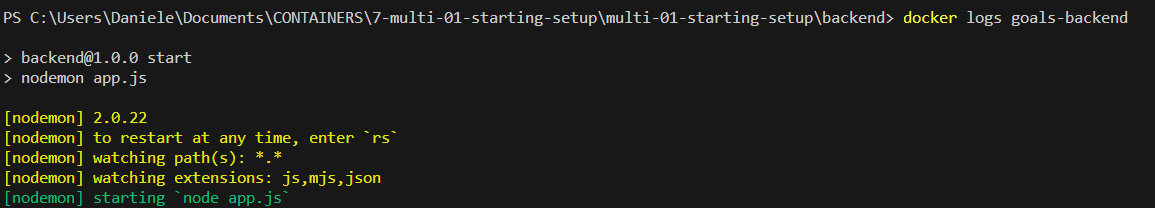 PS C:\Users\Daniele\Documents\CONTAINERS\7-multi-01-starting-setup\multi-01-starting-setup\backend> docker logs goals-backend
> backend@1.0.0 start
> nodemon app.js
[nodemon] 2.0.22
[nodemon] to restart at any time, enter `rs`
[nodemon] watching path(s): *.*
[nodemon] watching extensions: js,mjs,json
[nodemon] starting `node app.js`